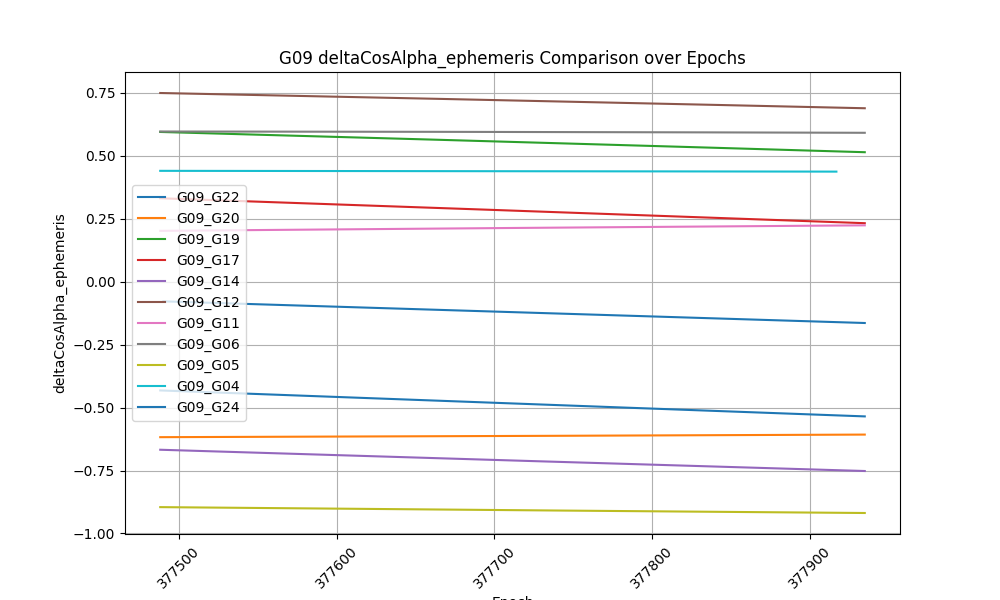 G09 deltaCosAlpha_ephemeris Comparison over Epochs
deltaCosAlpha_ephemeris
0.75
0.50
0.25
0.00
−0.25
−0.50
−0.75
−1.00
G09_G22
G09_G20
G09_G19
G09_G17
G09_G14
G09_G12
G09_G11
G09_G06
G09_G05
G09_G04
G09_G24
377500
377600
377700
377800
377900
Epoch